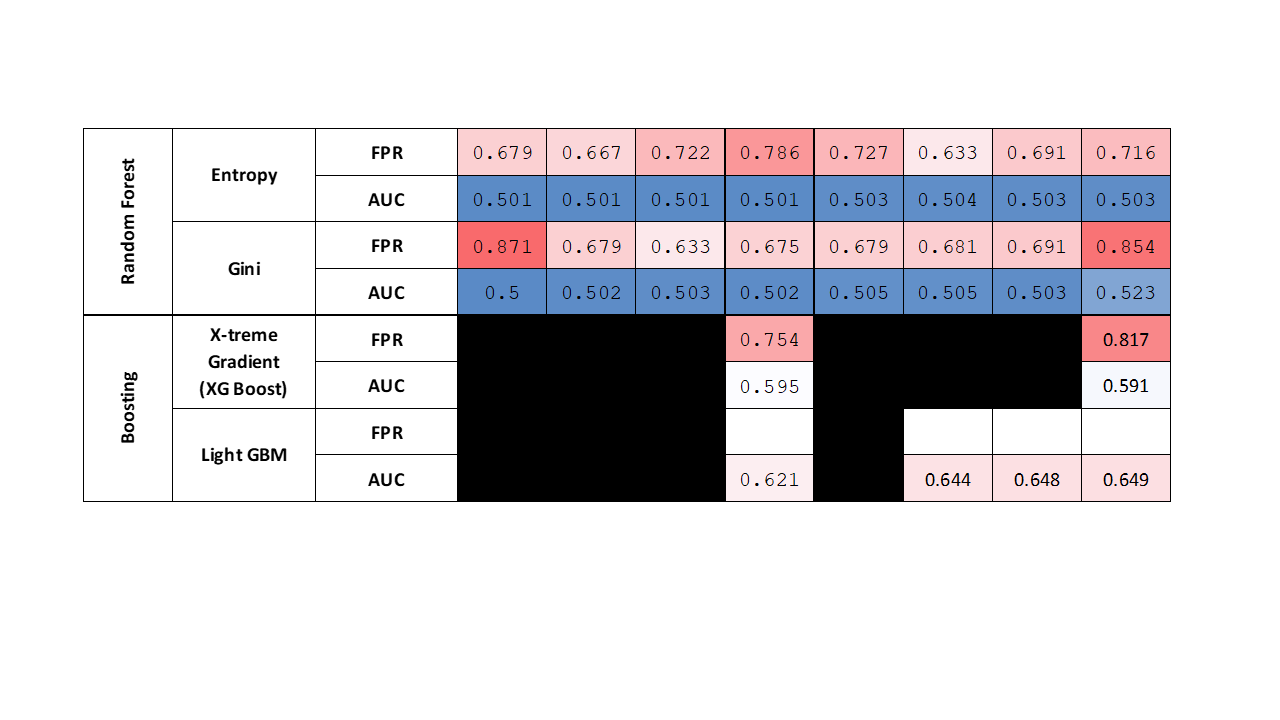 Random Forest
Entropy
FPR 0.679 0.667 0.722 0.786 0.727 0.633 0.691 0.716
AUC 0.501 0.501 0.501 0.501 0.503 0.504 0.503 0.503
Gini
FPR 0.871 0.679 0.633 0.675 0.679 0.681 0.691 0.854
AUC 0.5 0.502 0.503 0.502 0.505 0.505 0.503 0.523
Boosting
X-treme
Gradient
(XG Boost)
FPR 0.754 0.817
AUC 0.595 0.591
Light GBM
FPR
AUC 0.621 0.644 0.648 0.649